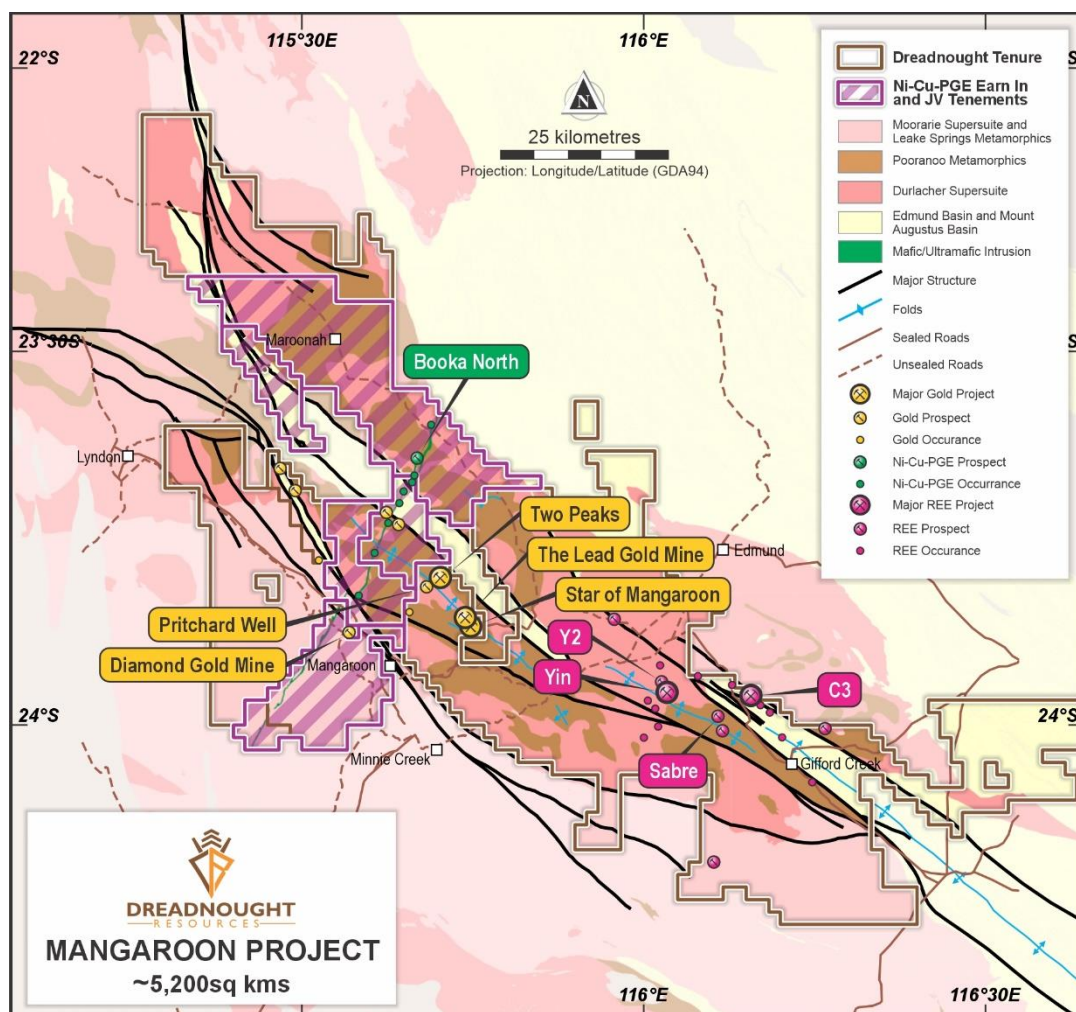 115°30'E
116°E
22°S
S
N
25 kilometres
Projection: Longitude/Latitude (GDA94)
Dreadnought Tenure
Ni-Cu-PGE Earn In
and JV Tenements
Moorarie Supersuite and
Leake Springs Metamorphics
Pooranoo Metamorphics
Durlacher Supersuite
Edmund Basin and Mount
Augustus Basin
Mafic/Ultramafic Intrusion
Major Structure
Folds
Sealed Roads
Unsealed Roads
Major Gold Project
Gold Prospect
Gold Occurance
Ni-Cu-PGE Prospect
Ni-Cu-PGE Occurrance
Major REE Project
REE Prospect
REE Occurance
23°30'S
S
Maroonah
Booka North
Lyndon
Two Peaks
The Lead Gold Mine
Edmund
Star of Mangaroon
Pritchard Well
Y2
Diamond Gold Mine
Mangaroon
Yin
C3
24°S
24°S
Minnie Creek
Sabre
Gifford Creek
DREADNOUGHT
RESOURCES
MANGAROON PROJECT
~5,200sq kms
116°E
116°30'E